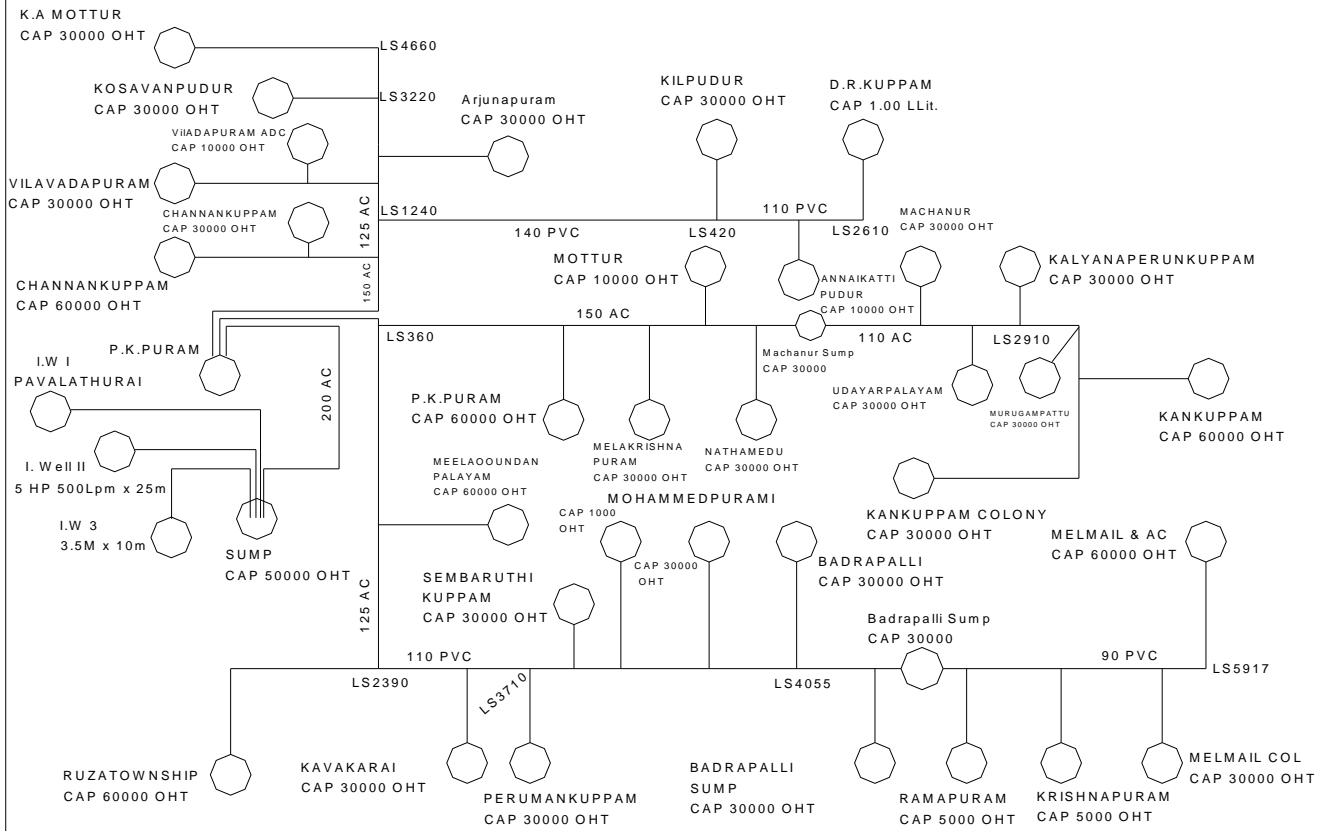 K.A MOTTUR
CAP 30000 OHT
LS4660
KOSAVANPUDUR
CAP 30000 OHT
LS3220
Arjunapuram
CAP 30000 OHT
KILPUDUR
CAP 30000 OHT
D.R.KUPPAM
CAP 1.00 LLit.
VilADAPURAM ADC
CAP 10000 OHT
VILAVADAPURAM
CAP 30000 OHT
CHANNANKUPPAM
CAP 30000 OHT
125 AC
LS1240
140 PVC
LS420
110 PVC
LS2610
MACHANUR
CAP 30000 OHT
CHANNANKUPPAM
CAP 60000 OHT
150 AC
MOTTUR
CAP 10000 OHT
ANNAIKATTI
PUDUR
CAP 10000 OHT
KALYANAPERUNKUPPAM
CAP 30000 OHT
P.K.PURAM
LS360
150 AC
Machanur Sump
CAP 30000
110 AC
LS2910
I.W I
PAVALATHURAI
200 AC
P.K.PURAM
CAP 60000 OHT
MELAKRISHNA
PURAM
CAP 30000 OHT
NATHAMEDU
CAP 30000 OHT
UDAYARPALAYAM
CAP 30000 OHT
MURUGAMPATTU
CAP 30000 OHT
KANKUPPAM
CAP 60000 OHT
I. Well II
5 HP 500Lpm x 25m
I.W 3
3.5M x 10m
SUMP
CAP 50000 OHT
MEELAOOUNDAN
PALAYAM
CAP 60000 OHT
MOHAMMEDPURAMI
CAP 1000
OHT
CAP 30000
OHT
KANKUPPAM COLONY
CAP 30000 OHT
MELMAIL & AC
CAP 60000 OHT
BADRAPALLI
CAP 30000 OHT
SEMBARUTHI
KUPPAM
CAP 30000 OHT
Badrapalli Sump
CAP 30000
125 AC
110 PVC
90 PVC
LS2390
LS3710
LS4055
LS5917
RUZATOWNSHIP
CAP 60000 OHT
KAVAKARAI
CAP 30000 OHT
PERUMANKUPPAM
CAP 30000 OHT
BADRAPALLI
SUMP
CAP 30000 OHT
RAMAPURAM
CAP 5000 OHT
KRISHNAPURAM
CAP 5000 OHT
MELMAIL COL
CAP 30000 OHT